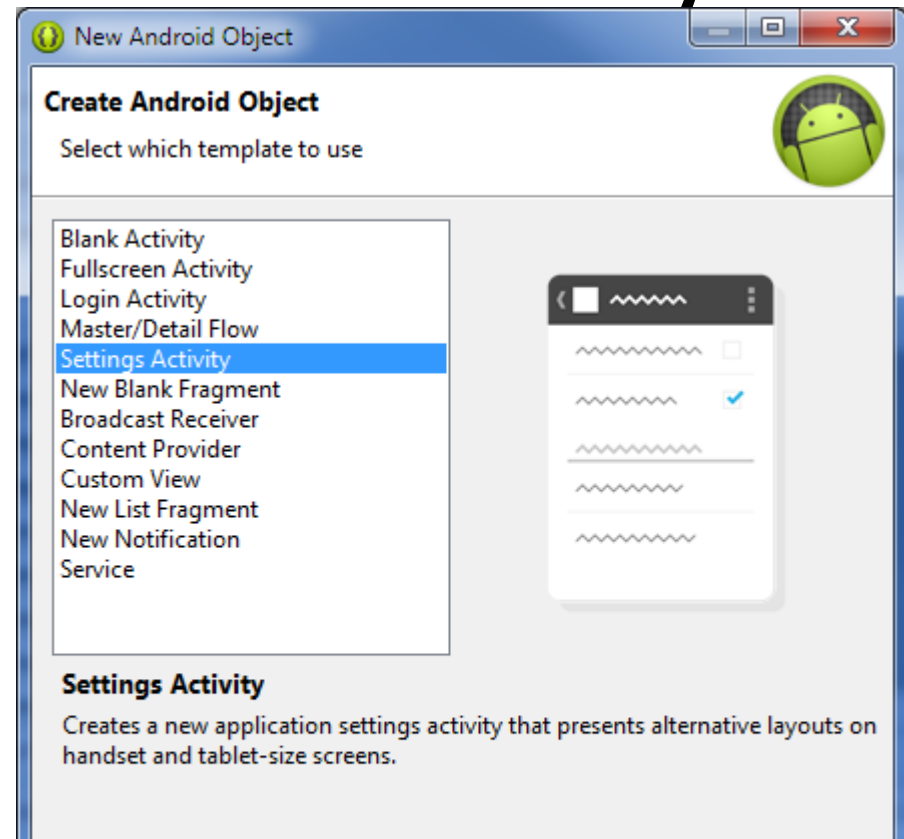 New Android Object
Create Android Object
Select which template to use
Blank Activity
Fullscreen Activity
Login Activity
Master/Detail Flow
Settings Activity
New Blank Fragment
Broadcast Receiver
Content Provider
Custom View
New List Fragment
New Notification
Service
Settings Activity
Creates a new application settings activity that presents alternative layouts on
handset and tablet-size screens.